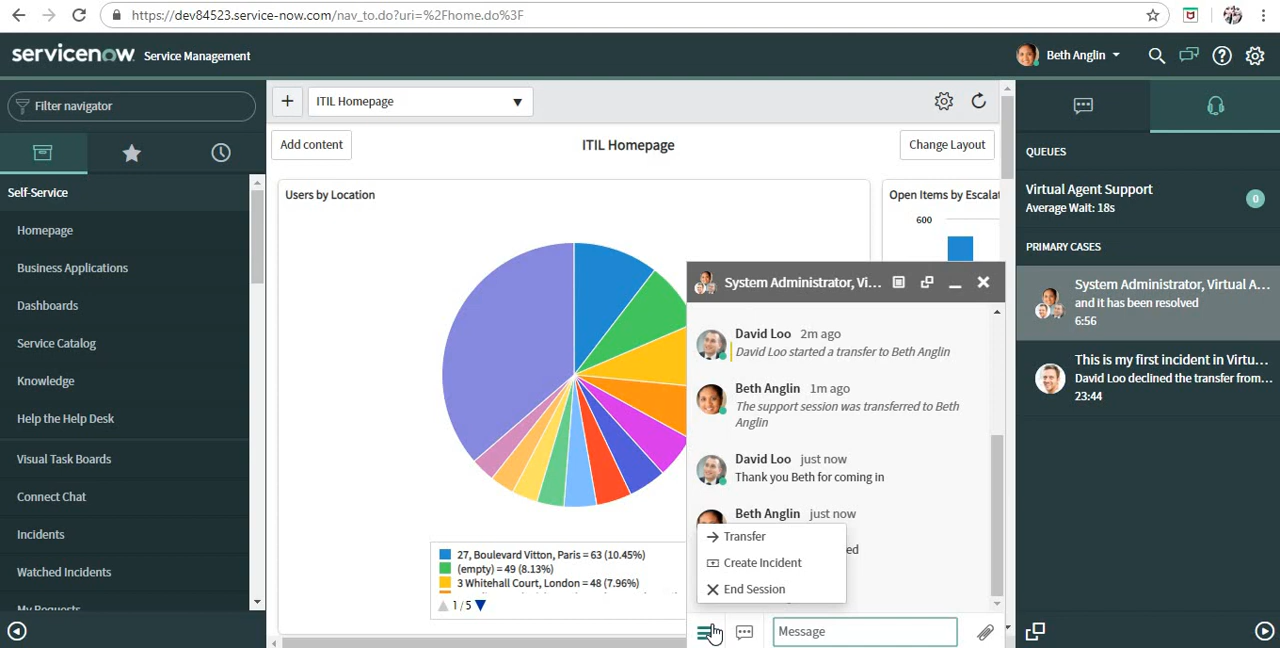 https://dev84523.service-now.com/nav_to.do?uri=%2Fhome.do%3F
servicenow Service Management
Beth Anglin
Filter navigator
Self-Service
Homepage
Business Applications
Dashboards
Service Catalog
Knowledge
Help the Help Desk
Visual Task Boards
Connect Chat
Incidents
Watched Incidents
My Requests
ITIL Homepage
Add content
ITIL Homepage
Change Layout
Users by Location
27, Boulevard Vitton, Paris = 63 (10.45%)
(empty) = 49 (8.13%)
3 Whitehall Court, London = 48 (7.96%)
1 / 5
Open Items by Escalat
600
System Administrator, Vi...
David Loo 2m ago
David Loo started a transfer to Beth Anglin
Beth Anglin 1m ago
The support session was transferred to Beth
Anglin
David Loo just now
Thank you Beth for coming in
Beth Anglin just now
ed
Transfer
Create Incident
End Session
Message
QUEUES
Virtual Agent Support
Average Wait: 18s
0
PRIMARY CASES
System Administrator, Virtual A...
and it has been resolved
6:56
This is my first incident in Virtu...
David Loo declined the transfer from...
23:44